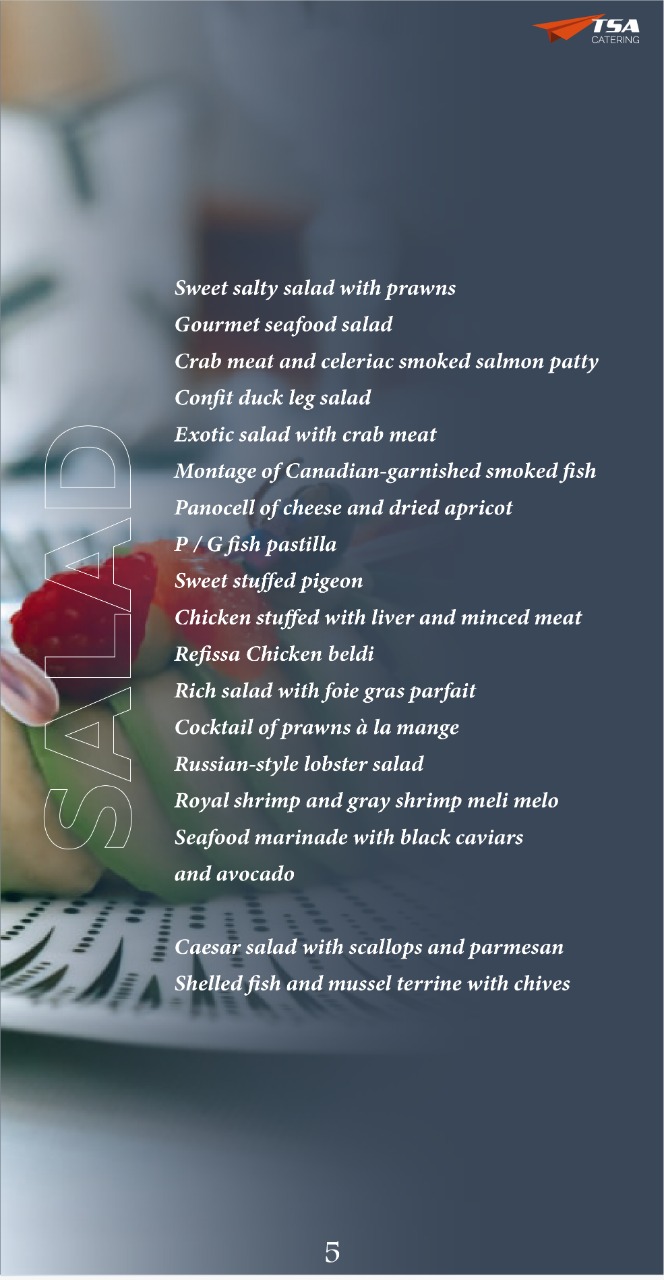 TSA
CATERING
SALAD
Sweet salty salad with prawns
Gourmet seafood salad
Crab meat and celeriac smoked salmon patty
Confit duck leg salad
Exotic salad with crab meat
Montage of Canadian-garnished smoked fish
Panocell of cheese and dried apricot
P / G fish pastilla
Sweet stuffed pigeon
Chicken stuffed with liver and minced meat
Refissa Chicken beldi
Rich salad with foie gras parfait
Cocktail of prawns à la mange
Russian-style lobster salad
Royal shrimp and gray shrimp meli melo
Seafood marinade with black caviars
and avocado
Caesar salad with scallops and parmesan
Shelled fish and mussel terrine with chives
5